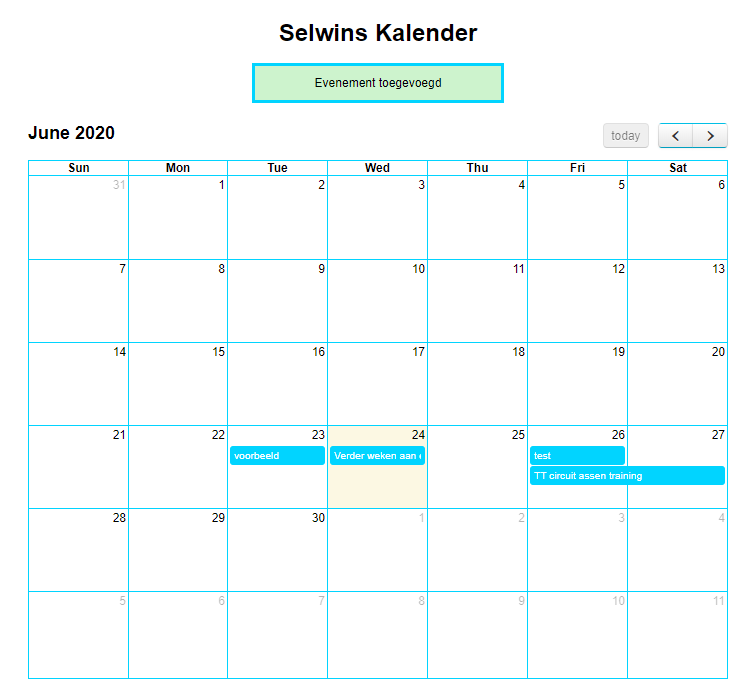 Selwins Kalender
Evenement toegevoegd
June 2020
today
Sun Mon Tue Wed Thu Fri Sat
31 1 2 3 4 5 6
7 8 9 10 11 12 13
14 15 16 17 18 19 20
21 22 23 24 25 26 27
voorbeeld Verder weken aan test
TT circuit assen training
28 29 30 1 2 3 4
5 6 7 8 9 10 11